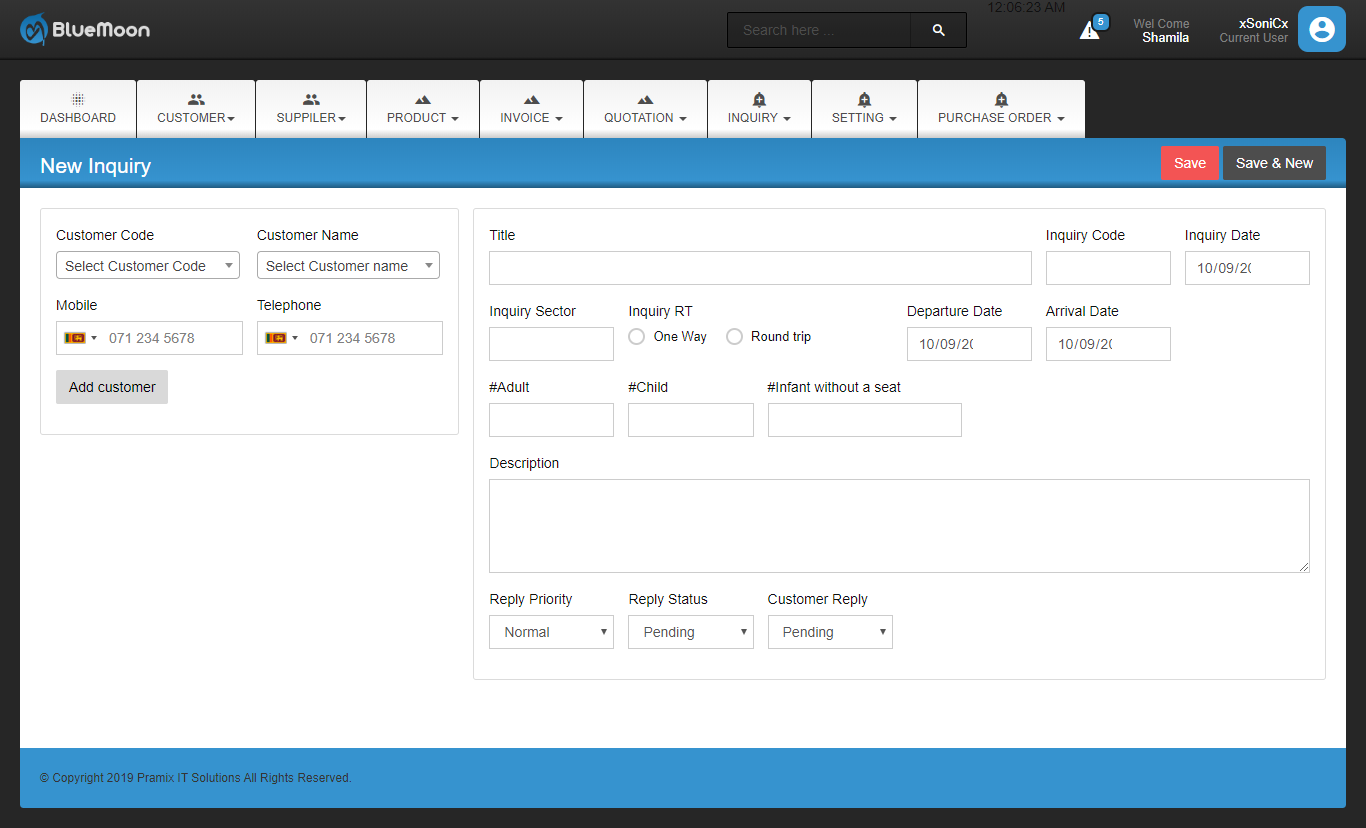 12:06:23 AM
BlueMoon
Search here ...
5
Wel Come
Shamila
xSoniCx
Current User
DASHBOARD
CUSTOMER
SUPPILER
PRODUCT
INVOICE
QUOTATION
INQUIRY
SETTING
PURCHASE ORDER
New Inquiry
Save
Save & New
Customer Code
Customer Name
Select Customer Code
Select Customer name
Mobile
Telephone
071 234 5678
071 234 5678
Add customer
Title
Inquiry Code
Inquiry Date
10/09/20
Inquiry Sector
Inquiry RT
One Way
Round trip
Departure Date
Arrival Date
10/09/20
10/09/20
#Adult
#Child
#Infant without a seat
Description
Reply Priority
Reply Status
Customer Reply
Normal
Pending
Pending
© Copyright 2019 Pramix IT Solutions All Rights Reserved.